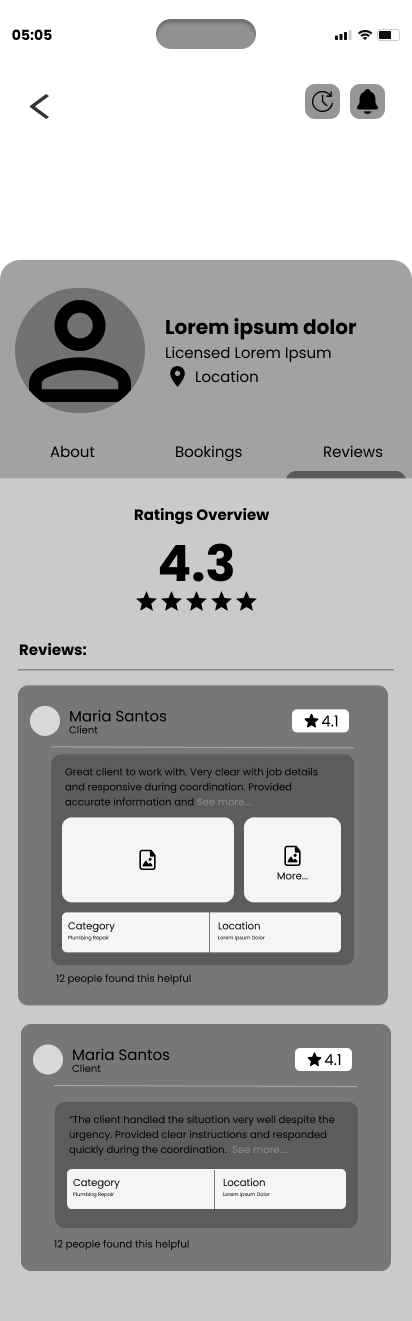 05:05
Lorem ipsum dolor
Licensed Lorem Ipsum
Location
About Bookings Reviews
Ratings Overview
4.3
Reviews:
Maria Santos
Client
4.1
Great client to work with. Very clear with job details
and responsive during coordination. Provided
accurate information and See more....
More...
Category
Plumbing Repair
Location
Lorem Ipsum Dolor
12 people found this helpful
Maria Santos
Client
4.1
"The client handled the situation very well despite the
urgency. Provided clear instructions and responded
quickly during the coordination. See more....
Category
Plumbing Repair
Location
Lorem Ipsum Dolor
12 people found this helpful